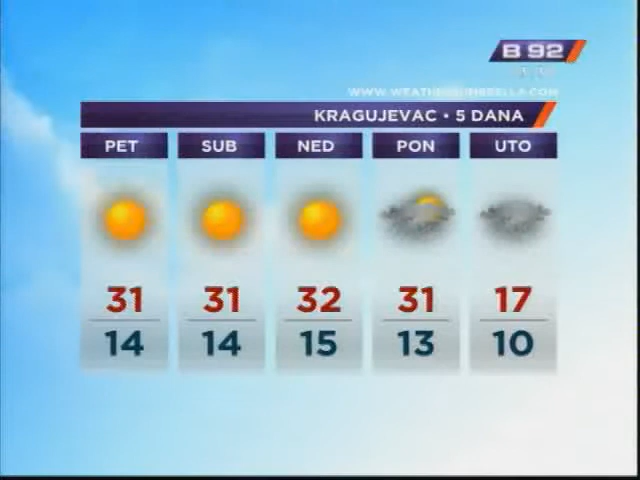 B 92
KRAGUJEVAC • 5 DANA
PET SUB NED PON UTO
31 31 32 31 17
14 14 15 13 10